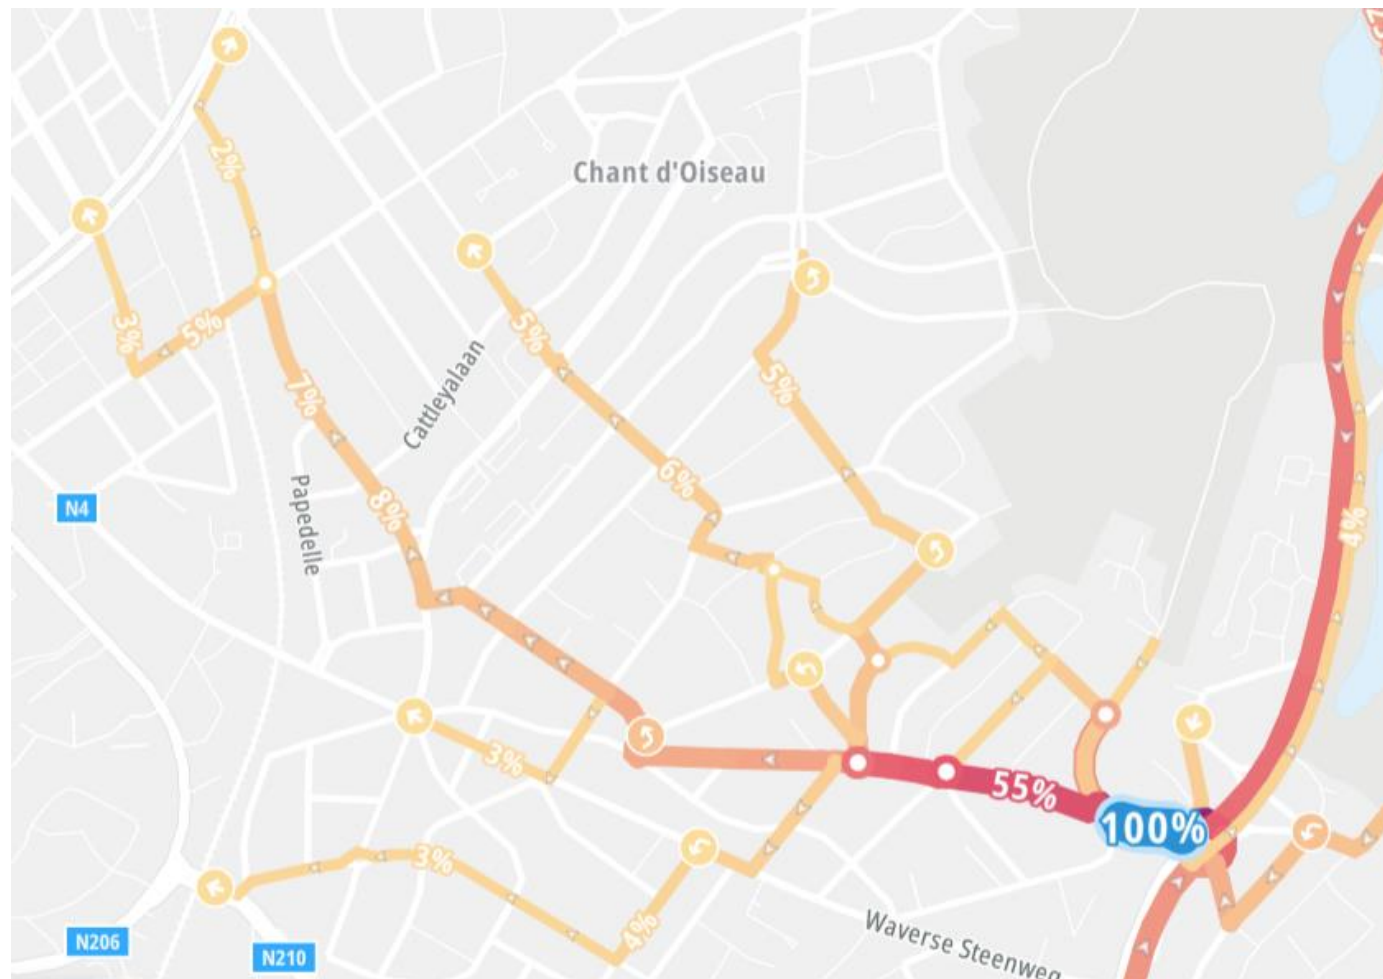 2%
Chant d'Oiseau
3%
5%
5%
5%
7%
Cattleyalaan
8%
6%
N4
Papedelle
4%
3%
55%
100%
3%
4%
Waverse Steenweg
N206
N210